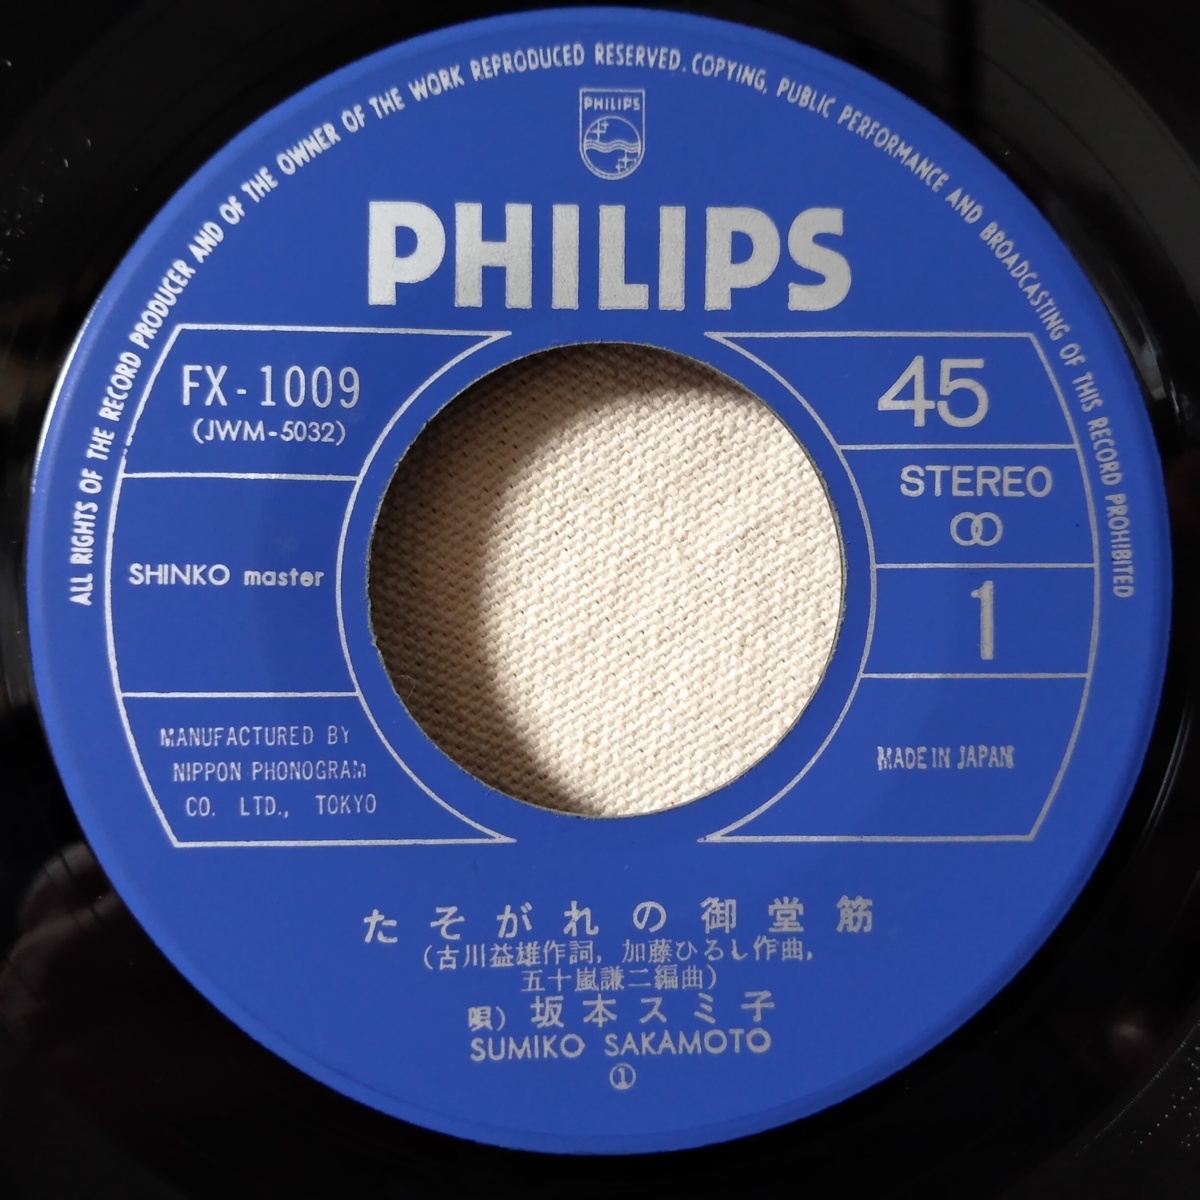 ALL RIGHTS OF THE RECORD PRODUCER AND OF THE OWNER OF THE WORK REPRODUCED RESERVED. COPYING, PUBLIC PERFORMANCE AND BROADCASTING OF THIS RECORD PROHIBITED
PHILIPS
PHILIPS
FX-1009
(JWM-5032)
SHINKO master
MANUFACTURED BY
NIPPON PHONOGRAM
CO. LTD., TOKYO
45
STEREO
1
MADE IN JAPAN
たそがれの御堂筋
(古川益雄作詞, 加藤ひろし作曲,
五十嵐謙二編曲)
唄) 坂本スミ子
SUMIKO SAKAMOTO
①